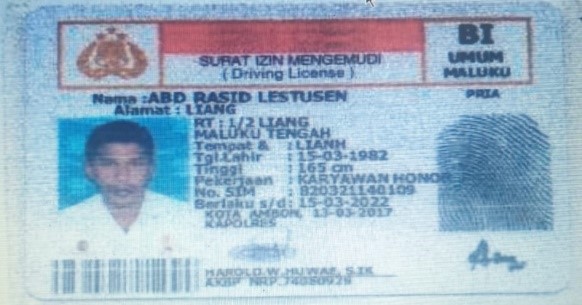 SURAT IZIN MENGEMUDI
( Driving License )
BI
UMUM
MALUKU
Nama : ABD RASID LESTUSEN
PRIA
Alamat : LIANG
RT : 1/2 LIANG
MALUKU TENGAH
Tempat & : LIANH
Tgl.Lahir : 15-03-1982
Tinggi : 165 cm
Pekerjaan : KARYAWAN HONOR
No. SIM : 820321140109
Berlaku s/d : 15-03-2022
KOTA AMBON, 13-03-2017
KAPOLRES
HAROLD.W.HUWAE, S.IK
AKBP NRP.74080929